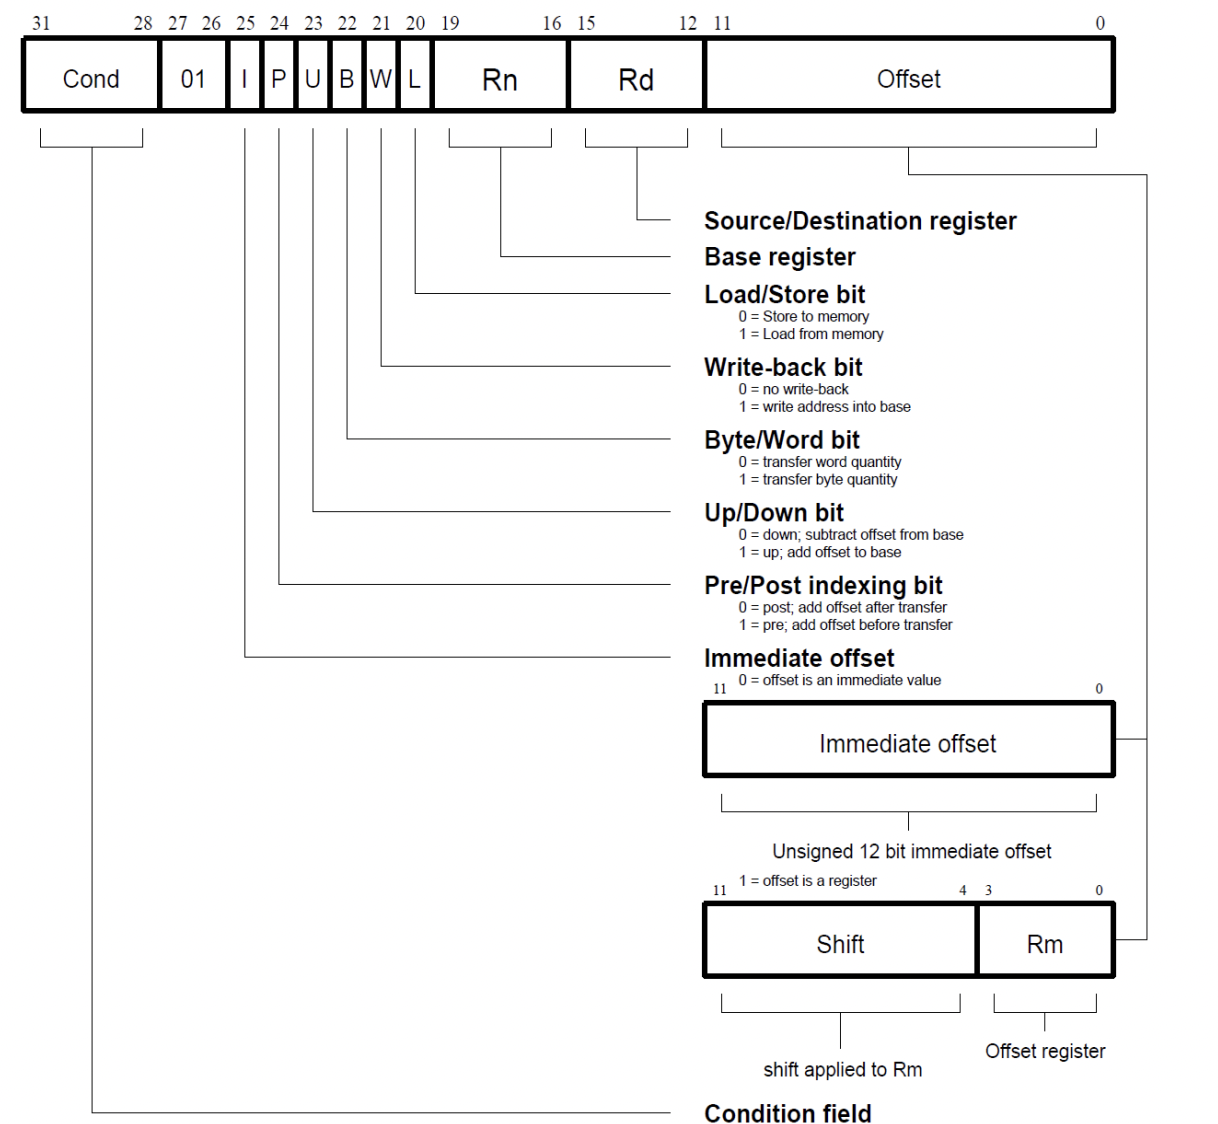 31 28 27 26 25 24 23 22 21 20 19 16 15 12 11 0
Cond 01 I P U B W L Rn Rd Offset
Source/Destination register
Base register
Load/Store bit
0 = Store to memory
1 = Load from memory
Write-back bit
0 = no write-back
1 = write address into base
Byte/Word bit
0 = transfer word quantity
1 = transfer byte quantity
Up/Down bit
0 = down; subtract offset from base
1 = up; add offset to base
Pre/Post indexing bit
0 = post; add offset after transfer
1 = pre; add offset before transfer
Immediate offset
0 = offset is an immediate value
11 0
Immediate offset
Unsigned 12 bit immediate offset
1 = offset is a register
11 4 3 0
Shift Rm
Offset register
shift applied to Rm
Condition field